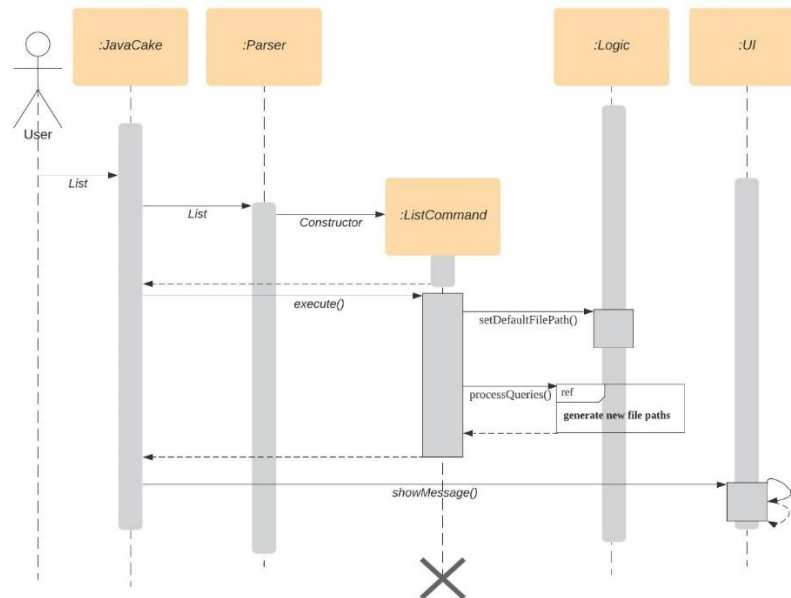 :JavaCake
:Parser
:Logic
:UI
User
List
List
Constructor
:ListCommand
execute()
setDefaultFilePath()
processQueries()
ref
generate new file paths
showMessage()